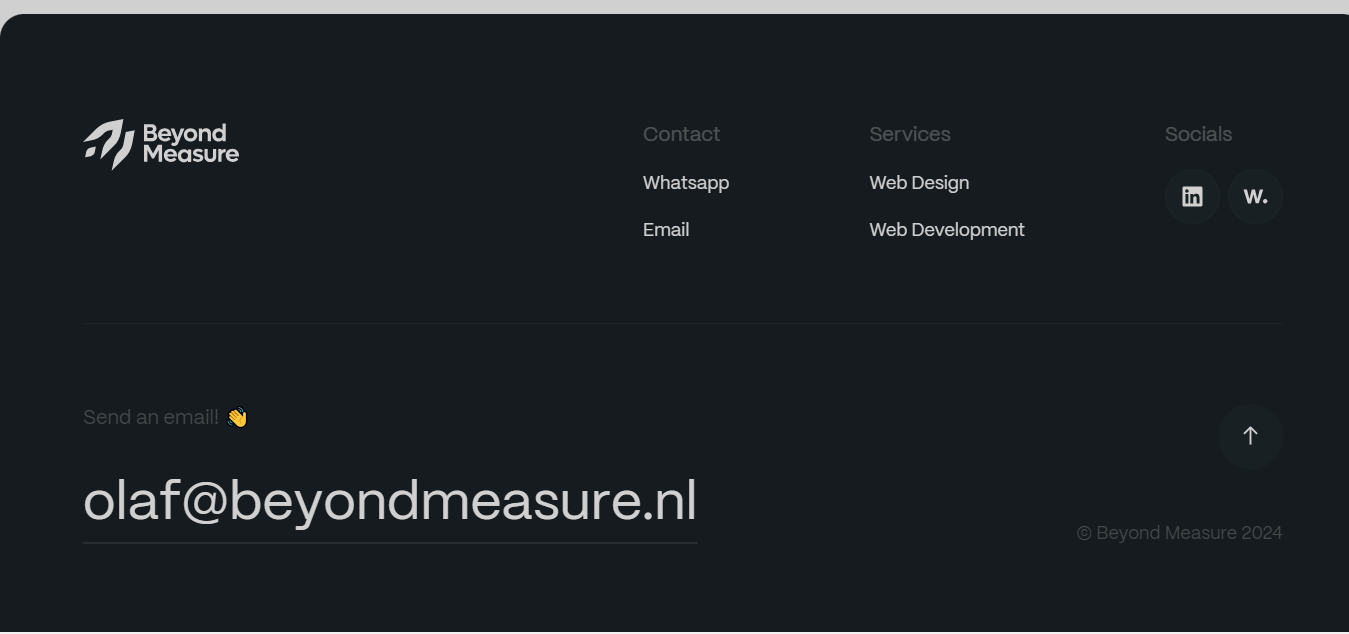 Beyond
Measure
Contact
Whatsapp
Email
Services
Web Design
Web Development
Socials
in
W.
Send an email! 👋
olaf@beyondmeasure.nl
© Beyond Measure 2024